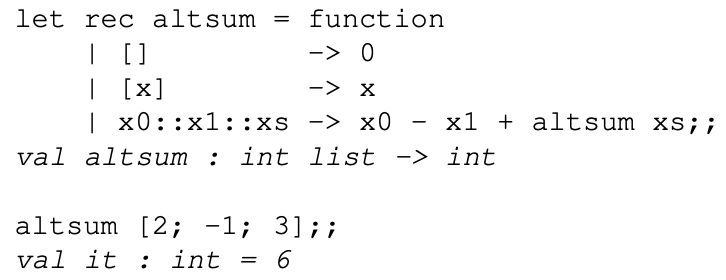 let rec altsum = function
    | []         -> 0
    | [x]        -> x
    | x0::x1::xs -> x0 - x1 + altsum xs;;
val altsum : int list -> int

altsum [2; -1; 3];;
val it : int = 6